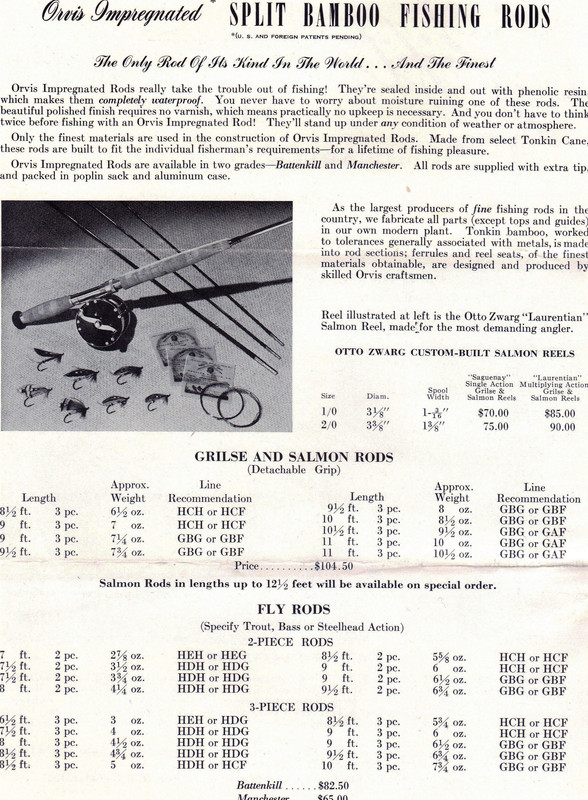 Orvis Impregnated * SPLIT BAMBOO FISHING RODS
*(U. S. AND FOREIGN PATENTS PENDING)
The Only Rod Of Its Kind In The World . . . And The Finest
Orvis Impregnated Rods really take the trouble out of fishing! They're sealed inside and out with phenolic resin,
which makes them completely waterproof. You never have to worry about moisture ruining one of these rods. The
beautiful polished finish requires no varnish, which means practically no upkeep is necessary. And you don't have to think
twice before fishing with an Orvis Impregnated Rod! They'll stand up under any condition of weather or atmosphere.
Only the finest materials are used in the construction of Orvis Impregnated Rods. Made from select Tonkin Cane,
these rods are built to fit the individual fisherman's requirements—for a lifetime of fishing pleasure.
Orvis Impregnated Rods are available in two grades—Battenkill and Manchester. All rods are supplied with extra tip,
and packed in poplin sack and aluminum case.
As the largest producers of fine fishing rods in the
country, we fabricate all parts (except tops and guides)
in our own modern plant. Tonkin bamboo, worked
to tolerances generally associated with metals, is made
into rod sections; ferrules and reel seats, of the finest
materials obtainable, are designed and produced by
skilled Orvis craftsmen.
Reel illustrated at left is the Otto Zwarg "Laurentian"
Salmon Reel, made for the most demanding angler.
OTTO ZWARG CUSTOM-BUILT SALMON REELS
Size Diam. Spool Width "Saguenay" Single Action Grilse & Salmon Reels "Laurentian" Multiplying Action Grilse & Salmon Reels
1/0 3⅛" 1-3/16" $70.00 $85.00
2/0 3⅜" 1⅜" 75.00 90.00
GRILSE AND SALMON RODS
(Detachable Grip)
Length Approx. Weight Line Recommendation Length Approx. Weight Line Recommendation
8½ ft. 3 pc. 6½ oz. HCH or HCF 9½ ft. 3 pc. 8 oz. GBG or GBF
9 ft. 3 pc. 7 oz. HCH or HCF 10 ft. 3 pc. 8½ oz. GBG or GBF
9 ft. 3 pc. 7¼ oz. GBG or GBF 10½ ft. 3 pc. 9½ oz. GBG or GAF
9½ ft. 3 pc. 7¾ oz. GBG or GBF 11 ft. 3 pc. 10 oz. GBG or GAF
11 ft. 3 pc. 10½ oz. GBG or GAF
Price..........$104.50
Salmon Rods in lengths up to 12½ feet will be available on special order.
FLY RODS
(Specify Trout, Bass or Steelhead Action)
2-PIECE RODS
7 ft. 2 pc. 2⅞ oz. HEH or HEG 8½ ft. 2 pc. 5⅝ oz. HCH or HCF
7½ ft. 2 pc. 3½ oz. HDH or HDG 9 ft. 2 pc. 6 oz. HCH or HCF
7½ ft. 2 pc. 3¾ oz. HDH or HDG 9 ft. 2 pc. 6½ oz. GBG or GBF
8 ft. 2 pc. 4¼ oz. HDH or HDG 9½ ft. 2 pc. 6¾ oz. GBG or GBF
3-PIECE RODS
6½ ft. 3 pc. 3 oz. HEH or HDG 8½ ft. 3 pc. 5¾ oz. HCH or HCF
7½ ft. 3 pc. 4 oz. HDH or HDG 9 ft. 3 pc. 6 oz. HCH or HCF
8 ft. 3 pc. 4½ oz. HDH or HDG 9 ft. 3 pc. 6½ oz. GBG or GBF
8½ ft. 3 pc. 4¾ oz. HDH or HDG 9½ ft. 3 pc. 6¾ oz. GBG or GBF
8½ ft. 3 pc. 5 oz. HDH or HCF 10 ft. 3 pc. 7¾ oz. GBG or GBF
Battenkill ......$82.50
Manchester.... $65.00